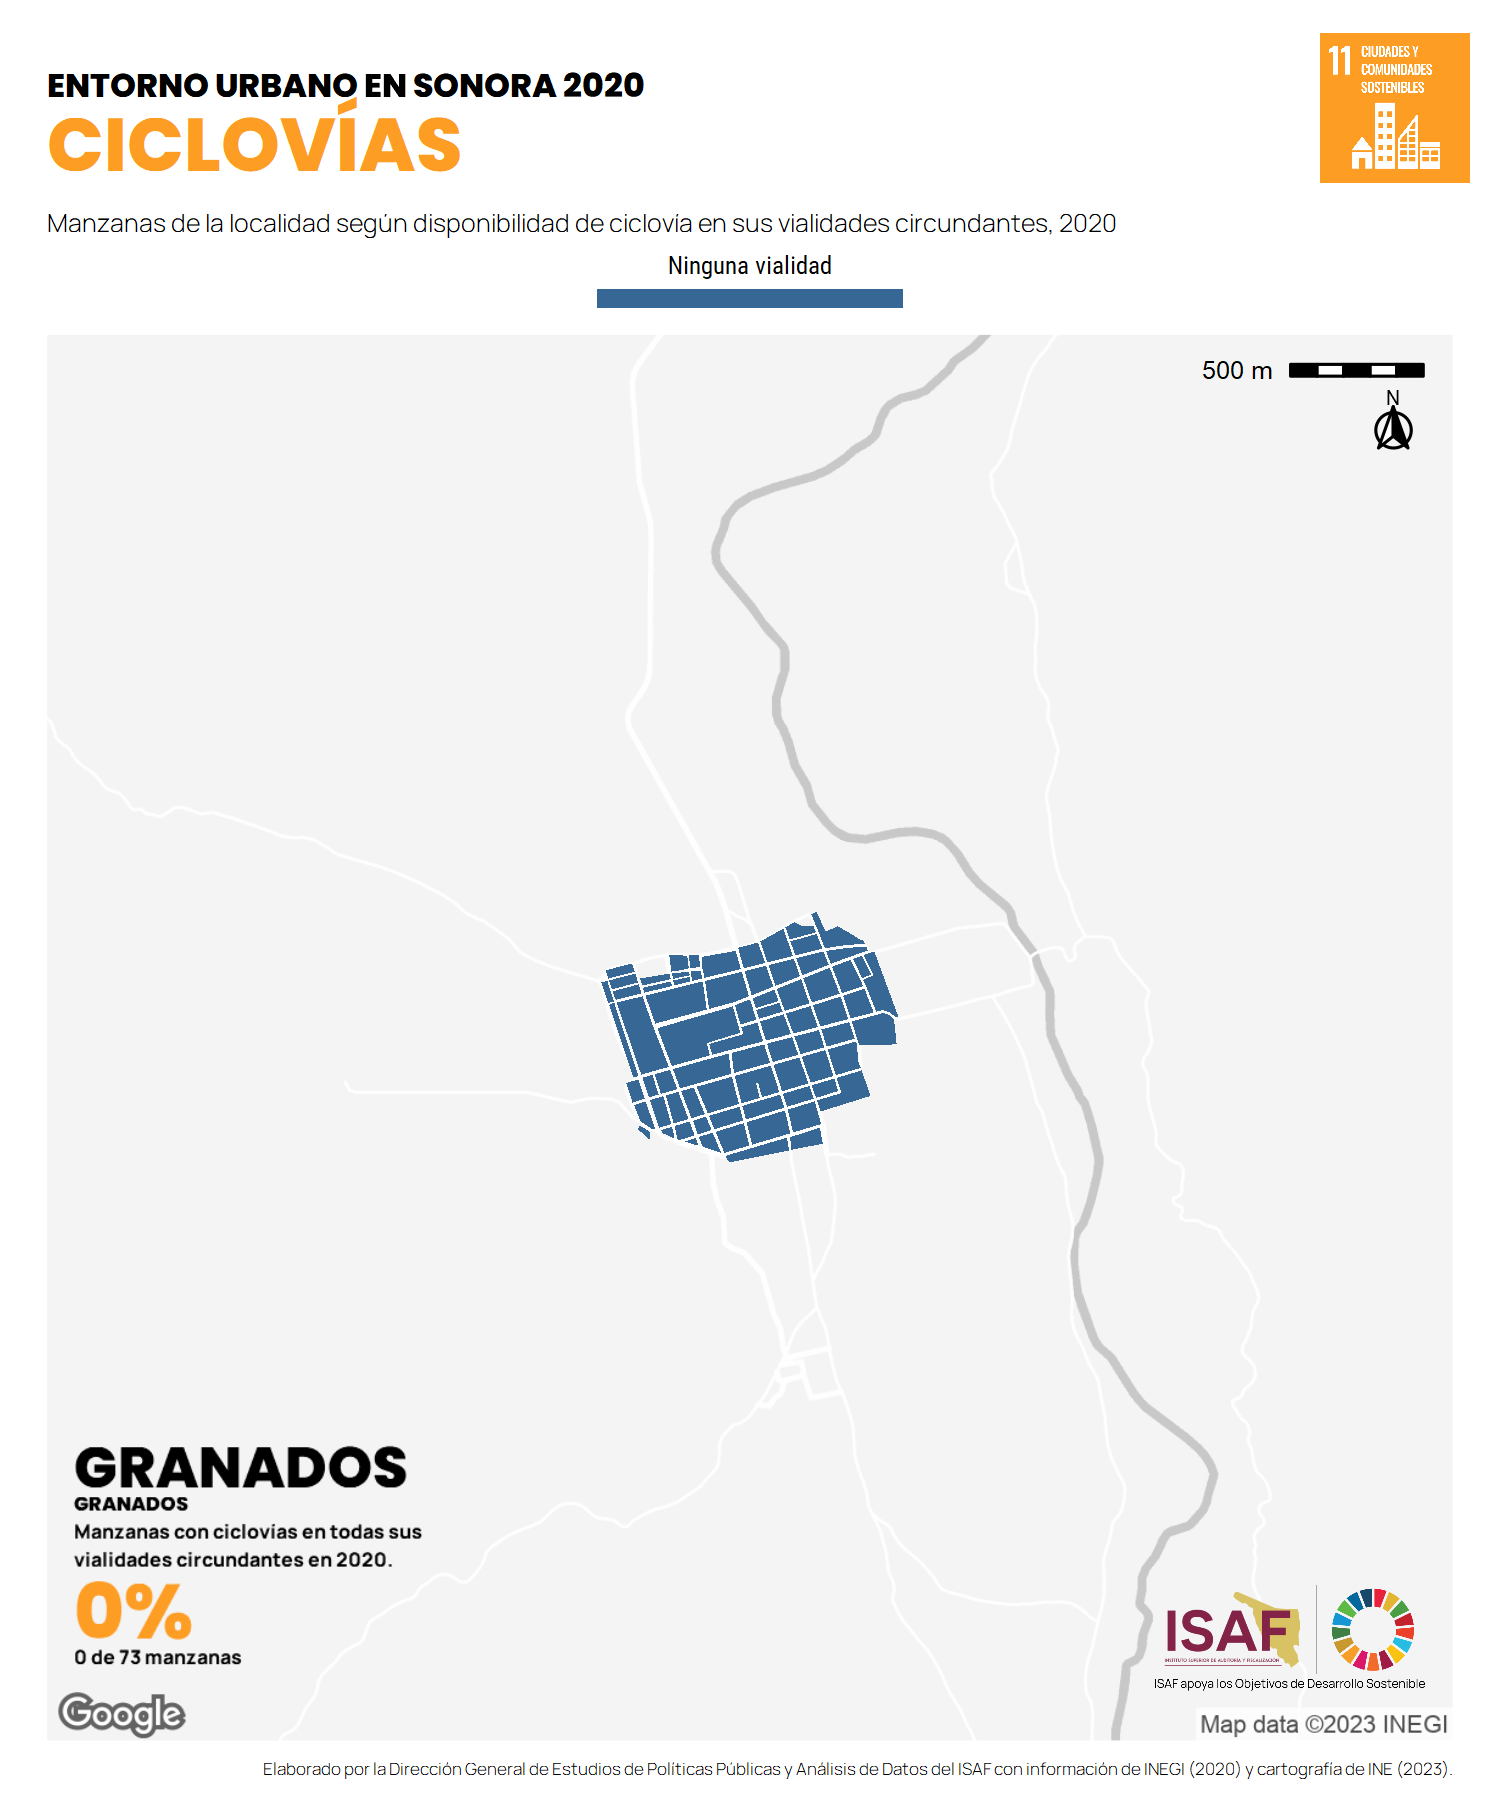 ENTORNO URBANO EN SONORA 2020
CICLOVÍAS
11 CIUDADES Y
COMUNIDADES
SOSTENIBLES
Manzanas de la localidad según disponibilidad de ciclovía en sus vialidades circundantes, 2020
Ninguna vialidad
500 m
N
GRANADOS
GRANADOS
Manzanas con ciclovias en todas sus
vialidades circundantes en 2020.
0%
0 de 73 manzanas
ISAF
INSTITUTO SUPERIOR DE AUDITORÍA Y FISCALIZACIÓN
ISAF apoya los Objetivos de Desarrollo Sostenible
Google
Map data ©2023 INEGI
Elaborado por la Dirección General de Estudios de Políticas Públicas y Análisis de Datos del ISAF con información de INEGI (2020) y cartografía de INE (2023).